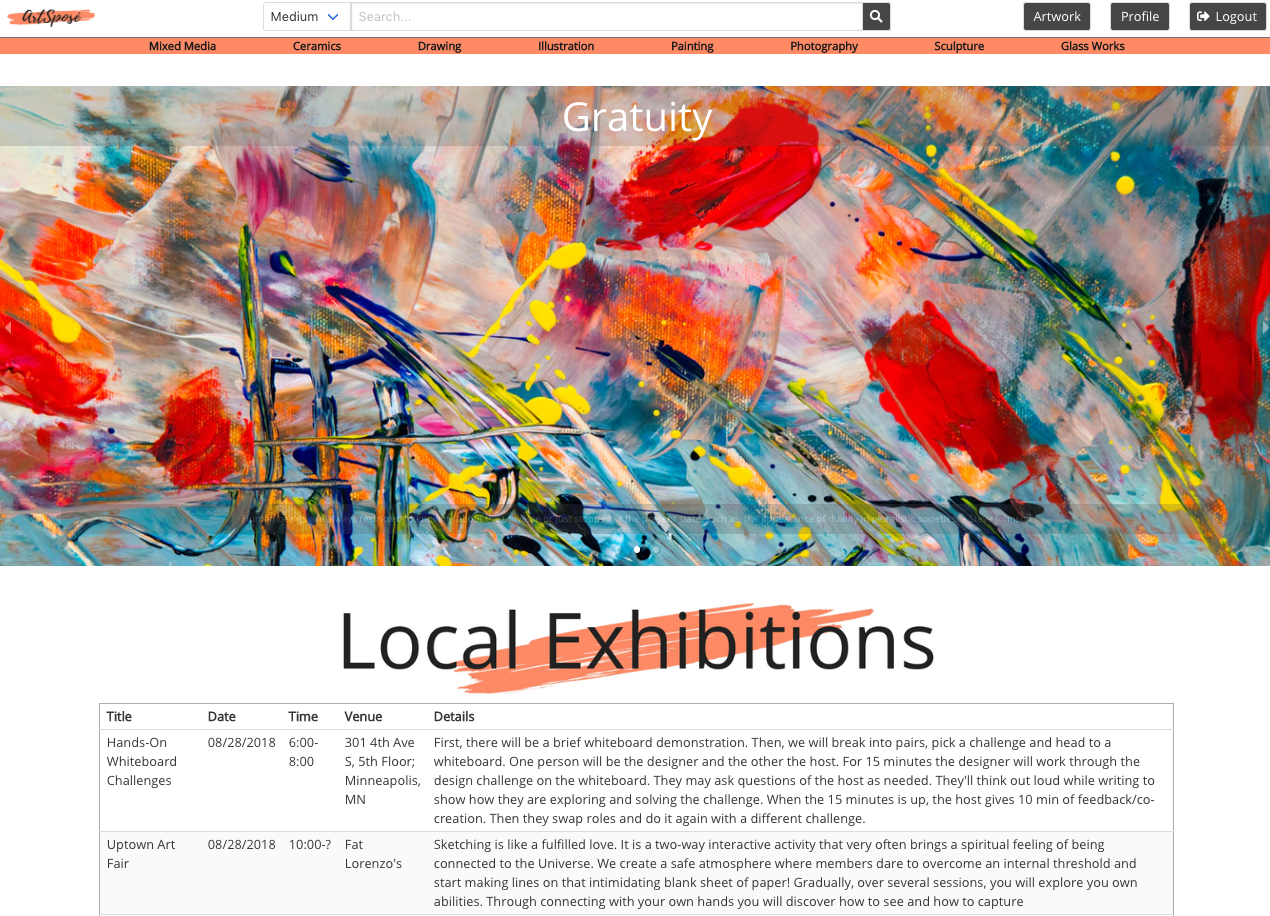 ArtSposé
Medium
Search...
Artwork
Profile
Logout
Mixed Media
Ceramics
Drawing
Illustration
Painting
Photography
Sculpture
Glass Works
Gratuity
Local Exhibitions
Title Date Time Venue Details
Hands-On
Whiteboard
Challenges
08/28/2018
6:00-
8:00
301 4th Ave
S, 5th Floor;
Minneapolis,
MN
First, there will be a brief whiteboard demonstration. Then, we will break into pairs, pick a challenge and head to a
whiteboard. One person will be the designer and the other the host. For 15 minutes the designer will work through the
design challenge on the whiteboard. They may ask questions of the host as needed. They'll think out loud while writing to
show how they are exploring and solving the challenge. When the 15 minutes is up, the host gives 10 min of feedback/co-
creation. Then they swap roles and do it again with a different challenge.
Uptown Art
Fair
08/28/2018
10:00-?
Fat
Lorenzo's
Sketching is like a fulfilled love. It is a two-way interactive activity that very often brings a spiritual feeling of being
connected to the Universe. We create a safe atmosphere where members dare to overcome an internal threshold and
start making lines on that intimidating blank sheet of paper! Gradually, over several sessions, you will explore you own
abilities. Through connecting with your own hands you will discover how to see and how to capture